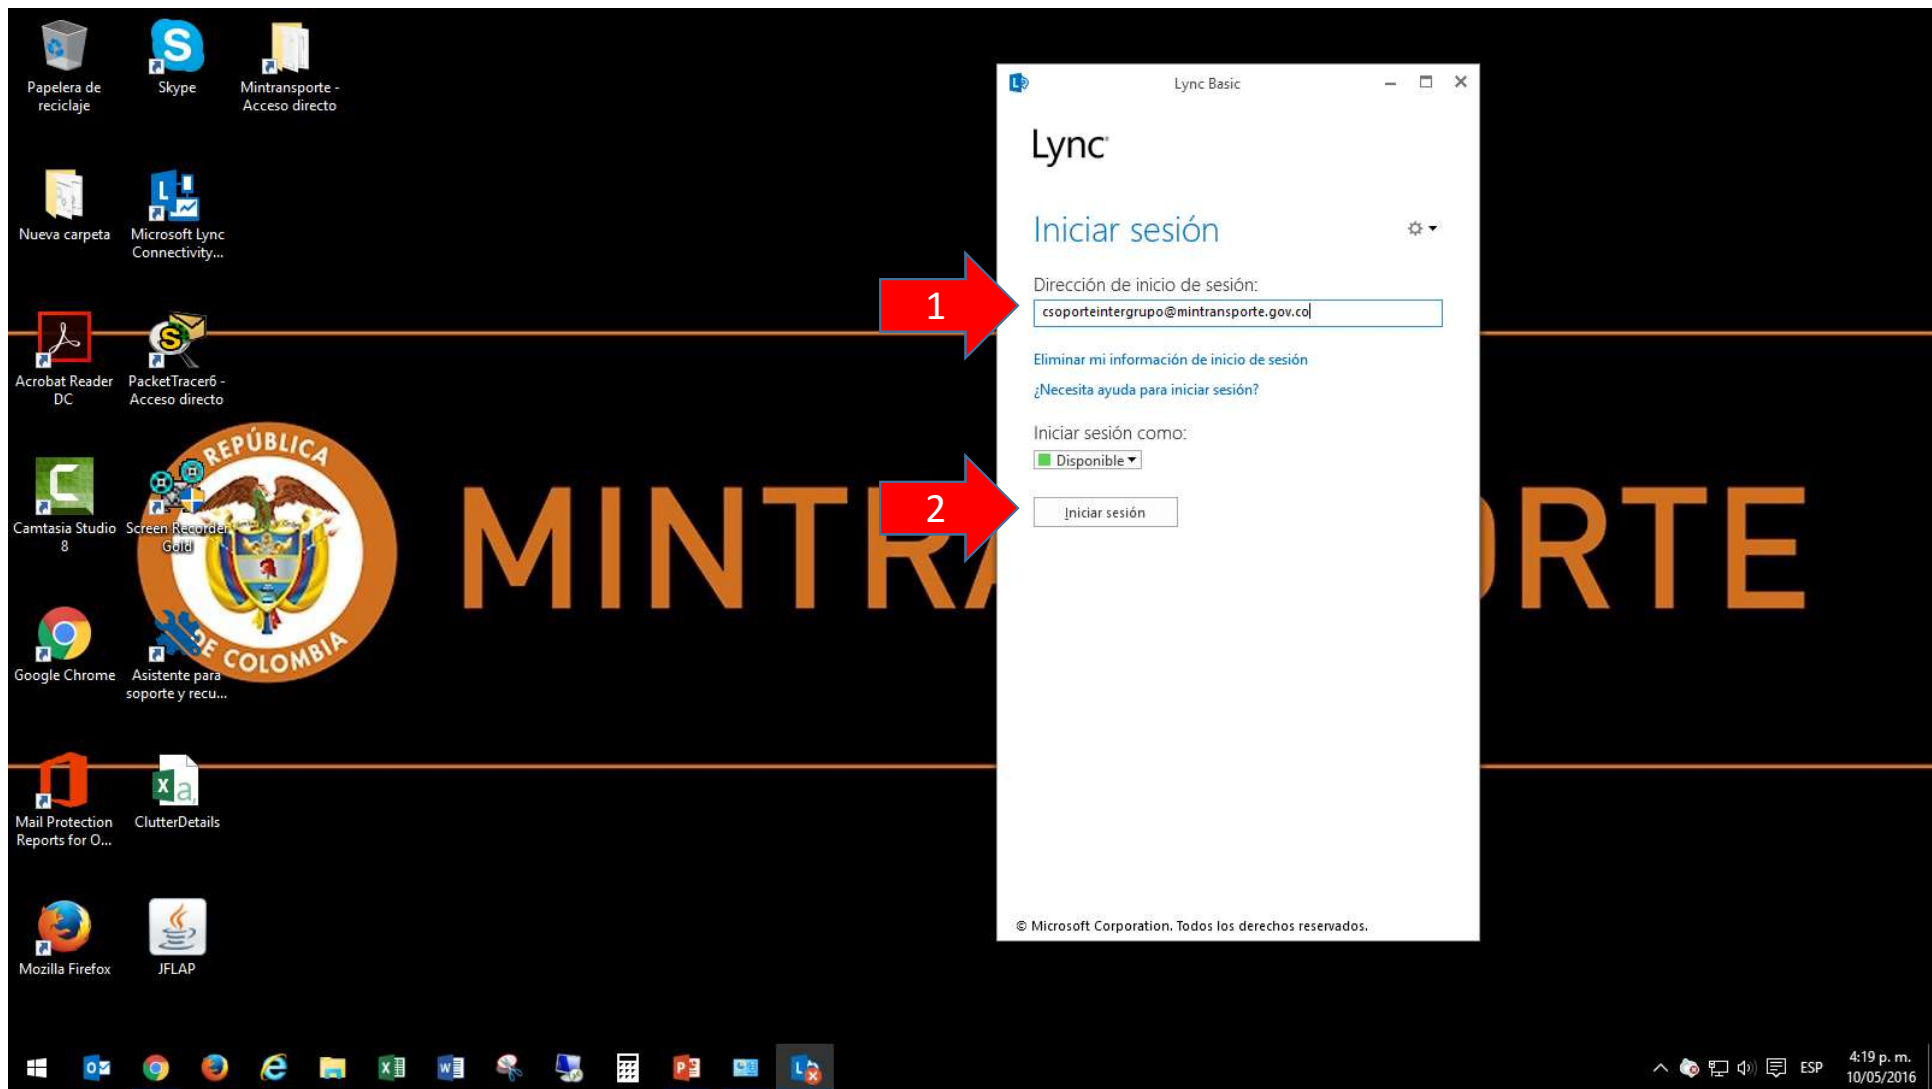 Papelera de
reciclaje
Skype
Mintransporte -
Acceso directo
Nueva carpeta
Microsoft Lync
Connectivity...
Acrobat Reader
DC
PacketTracer6 -
Acceso directo
Camtasia Studio
8
Screen Recorder
Gold
Google Chrome
Asistente para
soporte y recu...
Mail Protection
Reports for O...
ClutterDetails
Mozilla Firefox
JFLAP
REPÚBLICA
DE COLOMBIA
MINTRA
ORTE
Lync Basic
Lync
Iniciar sesión
1
Dirección de inicio de sesión:
csoporteintergrupo@mintransporte.gov.co
Eliminar mi información de inicio de sesión
¿Necesita ayuda para iniciar sesión?
Iniciar sesión como:
Disponible
2
Iniciar sesión
© Microsoft Corporation. Todos los derechos reservados.
ESP
4:19 p. m.
10/05/2016